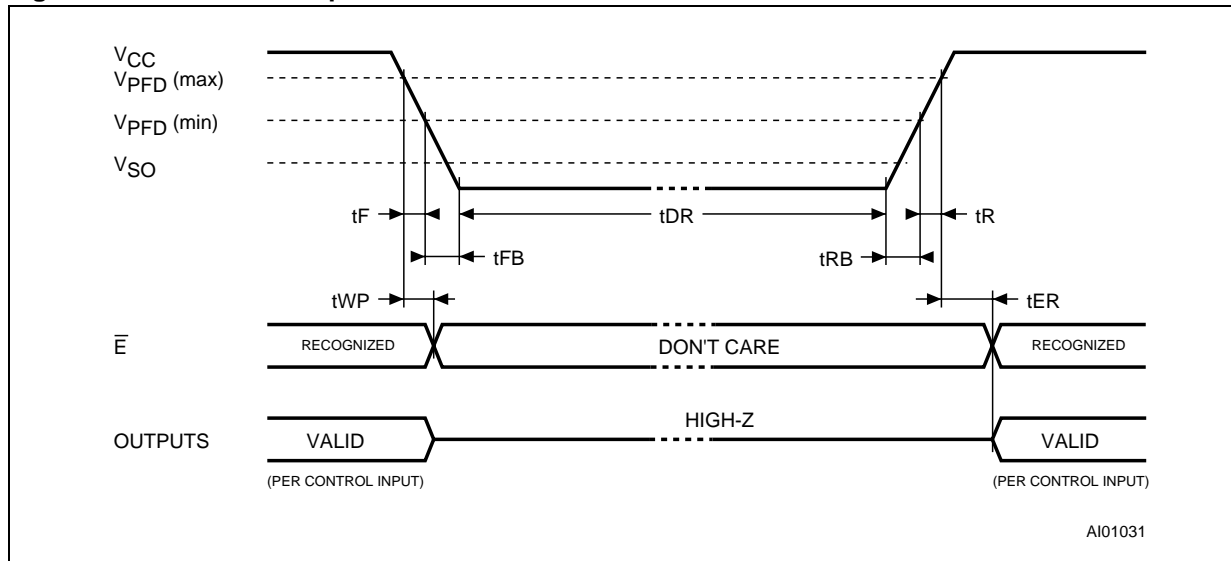 VCC
VPFD (max)
VPFD (min)
VSO
tF
tDR
tR
tFB
tRB
tWP
tER
E̅
RECOGNIZED
DON'T CARE
RECOGNIZED
HIGH-Z
OUTPUTS
VALID
VALID
(PER CONTROL INPUT)
(PER CONTROL INPUT)
AI01031